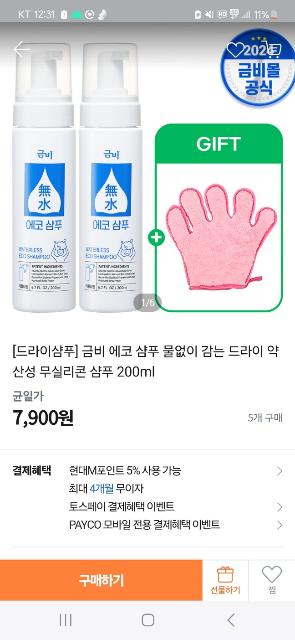 KT 12:31
11%
2026
금비몰
공식
GIFT
금비
無
水
에코 샴푸
WATERLESS
ECO SHAMPOO
금비
無
水
에코 샴푸
WATERLESS
ECO SHAMPOO
1/6
[드라이샴푸] 금비 에코 샴푸 물없이 감는 드라이 약
산성 무실리콘 샴푸 200ml
균일가
7,900원
5개 구매
결제혜택
현대M포인트 5% 사용 가능
최대 4개월 무이자
토스페이 결제혜택 이벤트
PAYCO 모바일 전용 결제혜택 이벤트
구매하기
선물하기
찜